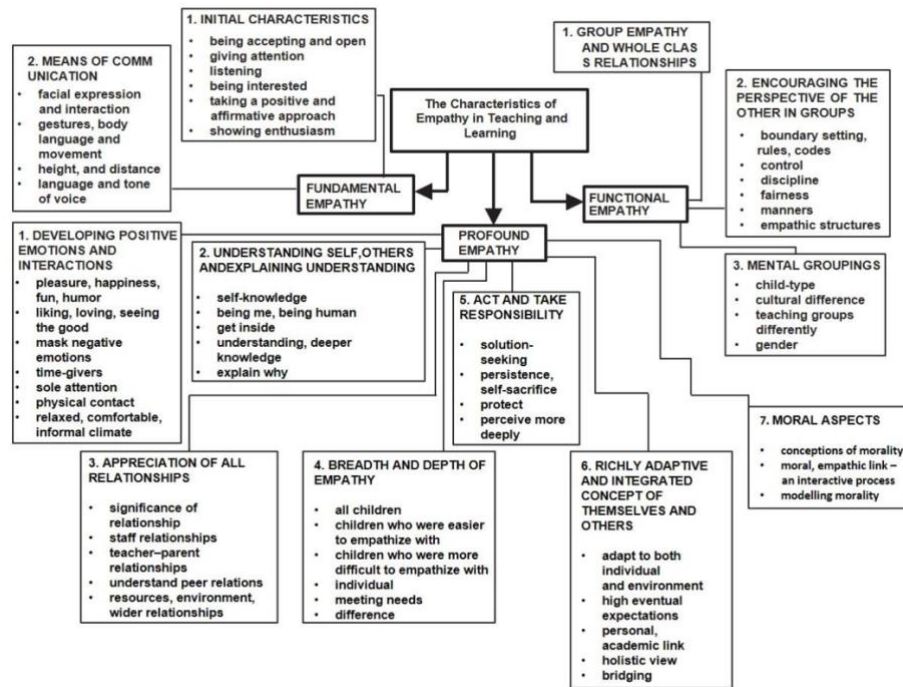 1. INITIAL CHARACTERISTICS
• being accepting and open
• giving attention
• listening
• being interested
• taking a positive and
affirmative approach
• showing enthusiasm
2. MEANS OF COMM
UNICATION
• facial expression
and interaction
• gestures, body
language and
movement
• height, and distance
• language and tone
of voice
The Characteristics of
Empathy in Teaching and
Learning
1. GROUP EMPATHY
AND WHOLE CLAS
S RELATIONSHIPS
2. ENCOURAGING THE
PERSPECTIVE OF THE
OTHER IN GROUPS
• boundary setting,
rules, codes
• control
• discipline
• fairness
• manners
• empathic structures
FUNDAMENTAL
EMPATHY
FUNCTIONAL
EMPATHY
PROFOUND
EMPATHY
1. DEVELOPING POSITIVE
EMOTIONS AND
INTERACTIONS
• pleasure, happiness,
fun, humor
• liking, loving, seeing
the good
• mask negative
emotions
• time-givers
• sole attention
• physical contact
• relaxed, comfortable,
informal climate
2. UNDERSTANDING SELF,OTHERS
ANDEXPLAINING UNDERSTANDING
• self-knowledge
• being me, being human
• get inside
• understanding, deeper
knowledge
• explain why
5. ACT AND TAKE
RESPONSIBILITY
• solution-
seeking
• persistence,
self-sacrifice
• protect
• perceive more
deeply
3. MENTAL GROUPINGS
• child-type
• cultural difference
• teaching groups
differently
• gender
3. APPRECIATION OF ALL
RELATIONSHIPS
• significance of
relationship
• staff relationships
• teacher–parent
relationships
• understand peer relations
• resources, environment,
wider relationships
4. BREADTH AND DEPTH OF
EMPATHY
• all children
• children who were easier
to empathize with
• children who were more
difficult to empathize with
• individual
• meeting needs
• difference
6. RICHLY ADAPTIVE
AND INTEGRATED
CONCEPT OF
THEMSELVES AND
OTHERS
• adapt to both
individual
and environment
• high eventual
expectations
• personal,
academic link
• holistic view
• bridging
7. MORAL ASPECTS
• conceptions of morality
• moral, empathic link –
an interactive process
• modelling morality